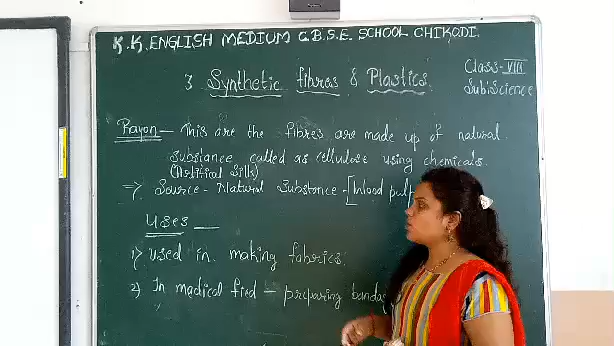 K.K. ENGLISH MEDIUM C.B.S.E. SCHOOL CHIKODI.
Class - VIII
Sub: Science
3 Synthetic fibres & Plastics.
Rayon - This are the fibres are made up of natural
substance called as cellulose using chemicals.
(Artifical Silk)
=> Source - Natural Substance - [Wood pulp
Uses
1) used in making fabrics.
2) In medical fied - preparing bandag